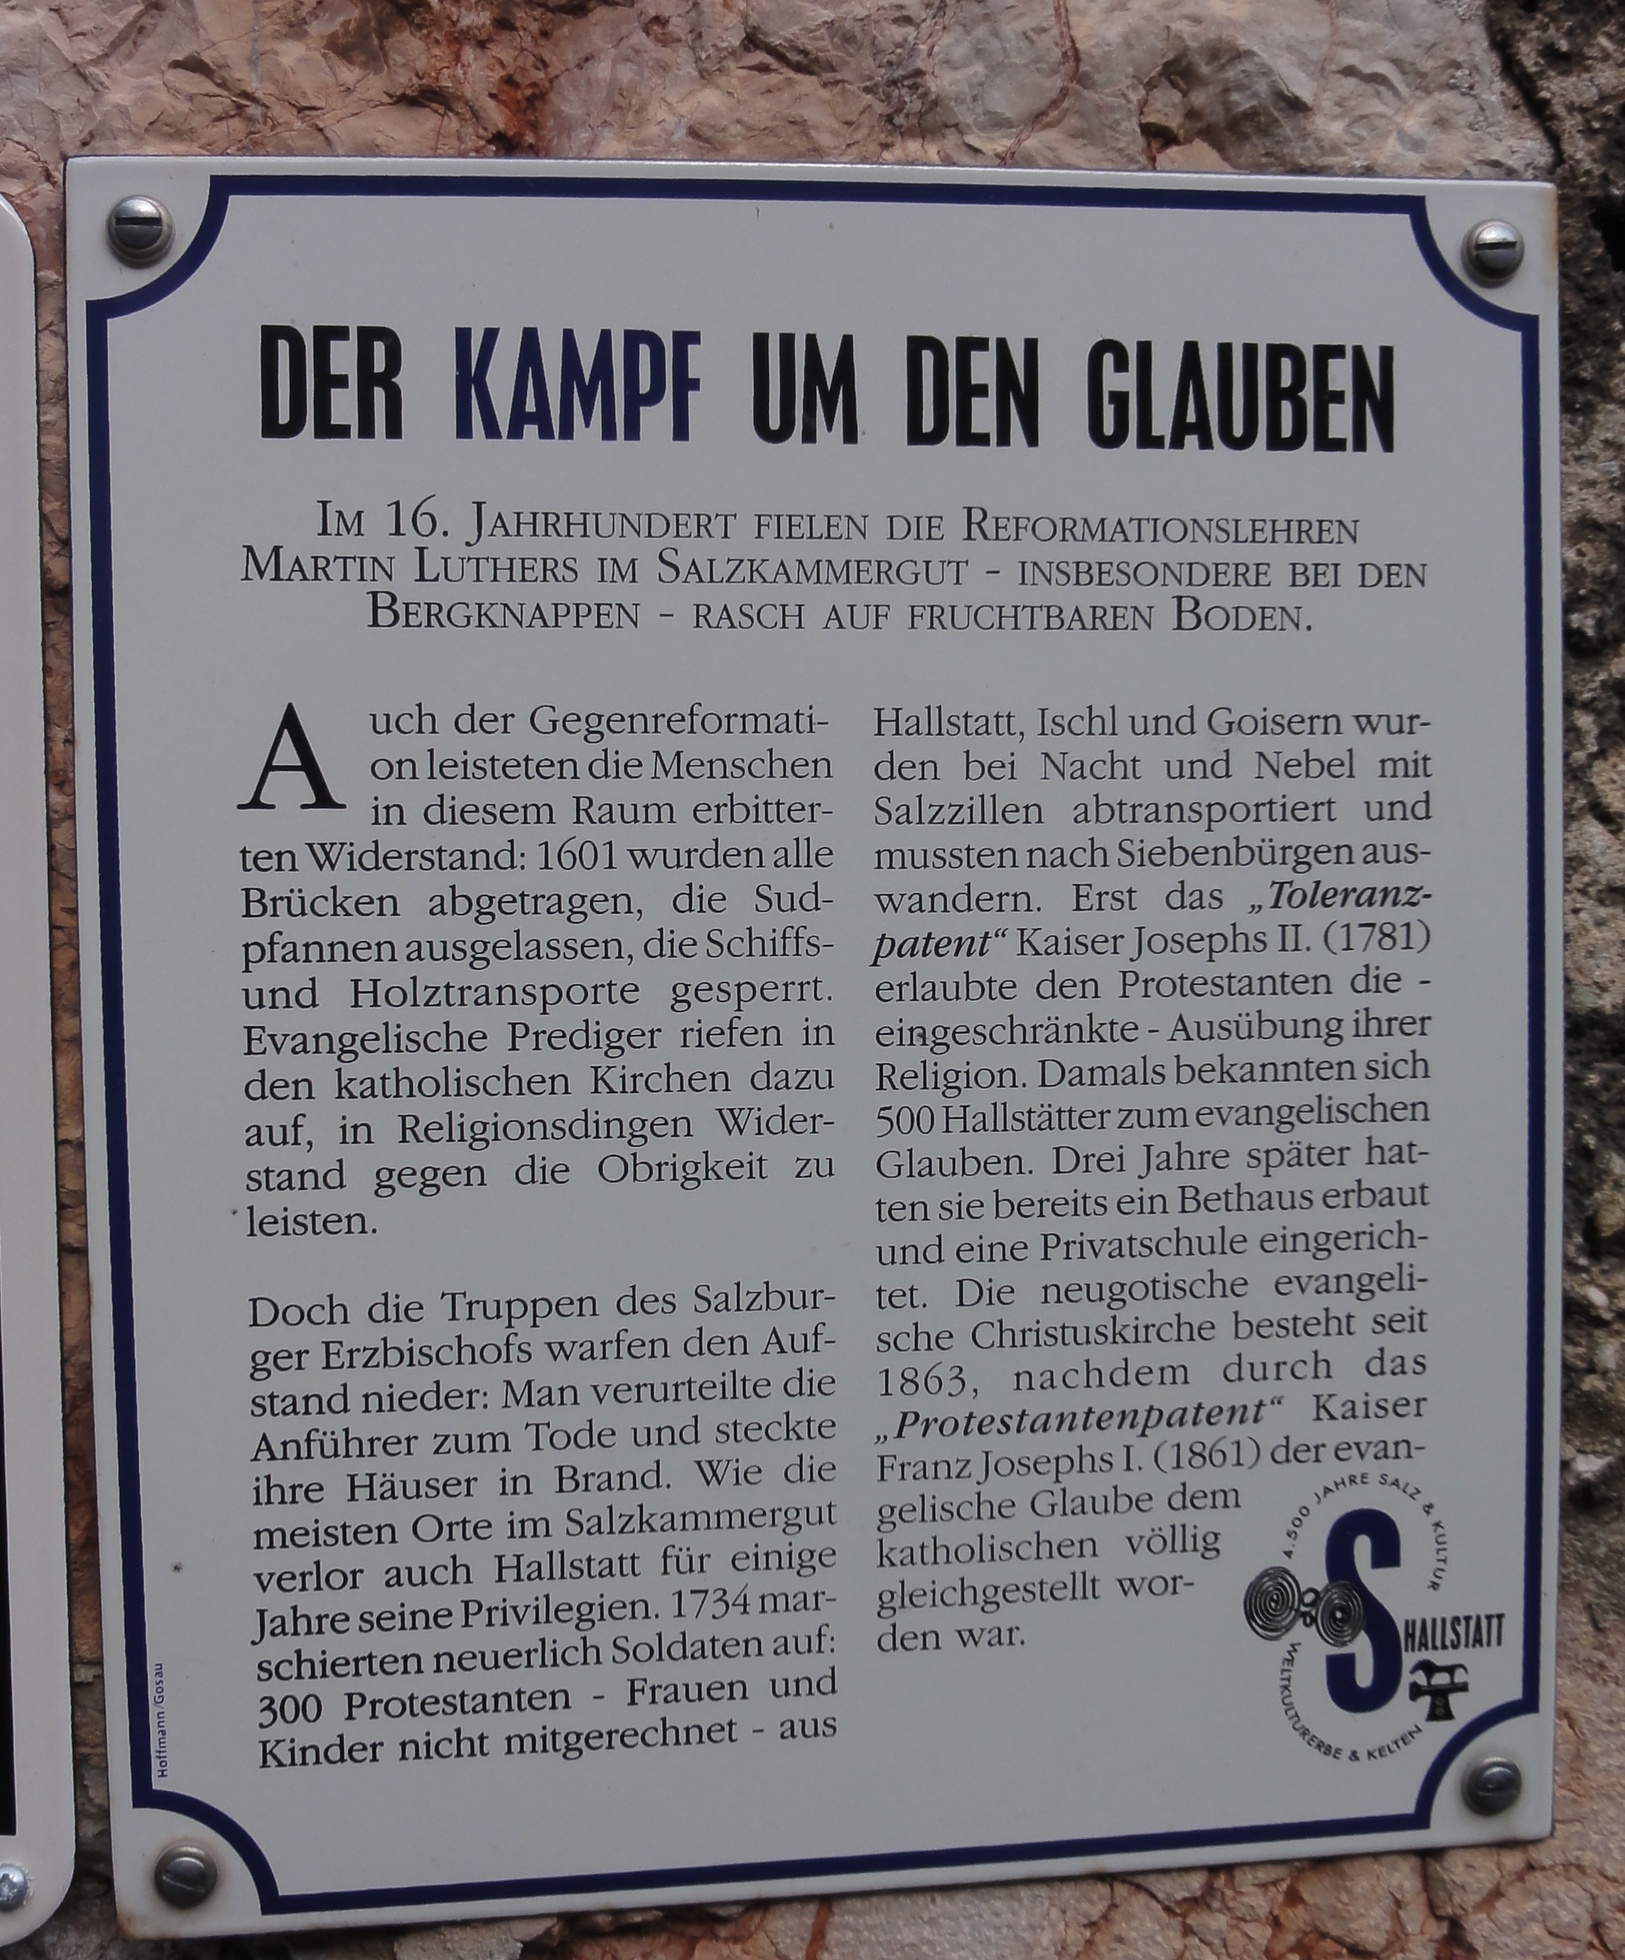 DER KAMPF UM DEN GLAUBEN
IM 16. JAHRHUNDERT FIELEN DIE REFORMATIONSLEHREN
MARTIN LUTHERS IM SALZKAMMERGUT - INSBESONDERE BEI DEN
BERGKNAPPEN - RASCH AUF FRUCHTBAREN BODEN.
Auch der Gegenreformati-
on leisteten die Menschen
in diesem Raum erbitter-
ten Widerstand: 1601 wurden alle
Brücken abgetragen, die Sud-
pfannen ausgelassen, die Schiffs-
und Holztransporte gesperrt.
Evangelische Prediger riefen in
den katholischen Kirchen dazu
auf, in Religionsdingen Wider-
stand gegen die Obrigkeit zu
leisten.
Doch die Truppen des Salzbur-
ger Erzbischofs warfen den Auf-
stand nieder: Man verurteilte die
Anführer zum Tode und steckte
ihre Häuser in Brand. Wie die
meisten Orte im Salzkammergut
verlor auch Hallstatt für einige
Jahre seine Privilegien. 1734 mar-
schierten neuerlich Soldaten auf:
300 Protestanten - Frauen und
Kinder nicht mitgerechnet - aus
Hallstatt, Ischl und Goisern wur-
den bei Nacht und Nebel mit
Salzzillen abtransportiert und
mussten nach Siebenbürgen aus-
wandern. Erst das „Toleranz-
patent“ Kaiser Josephs II. (1781)
erlaubte den Protestanten die -
eingeschränkte - Ausübung ihrer
Religion. Damals bekannten sich
500 Hallstätter zum evangelischen
Glauben. Drei Jahre später hat-
ten sie bereits ein Bethaus erbaut
und eine Privatschule eingerich-
tet. Die neugotische evangeli-
sche Christuskirche besteht seit
1863, nachdem durch das
„Protestantenpatent“ Kaiser
Franz Josephs I. (1861) der evan-
gelische Glaube dem
katholischen völlig
gleichgestellt wor-
den war.
4.500 JAHRE SALZ & KULTUR
S
HALLSTATT
WELTKULTURERBE & KELTEN
Hoffmann/Gosau